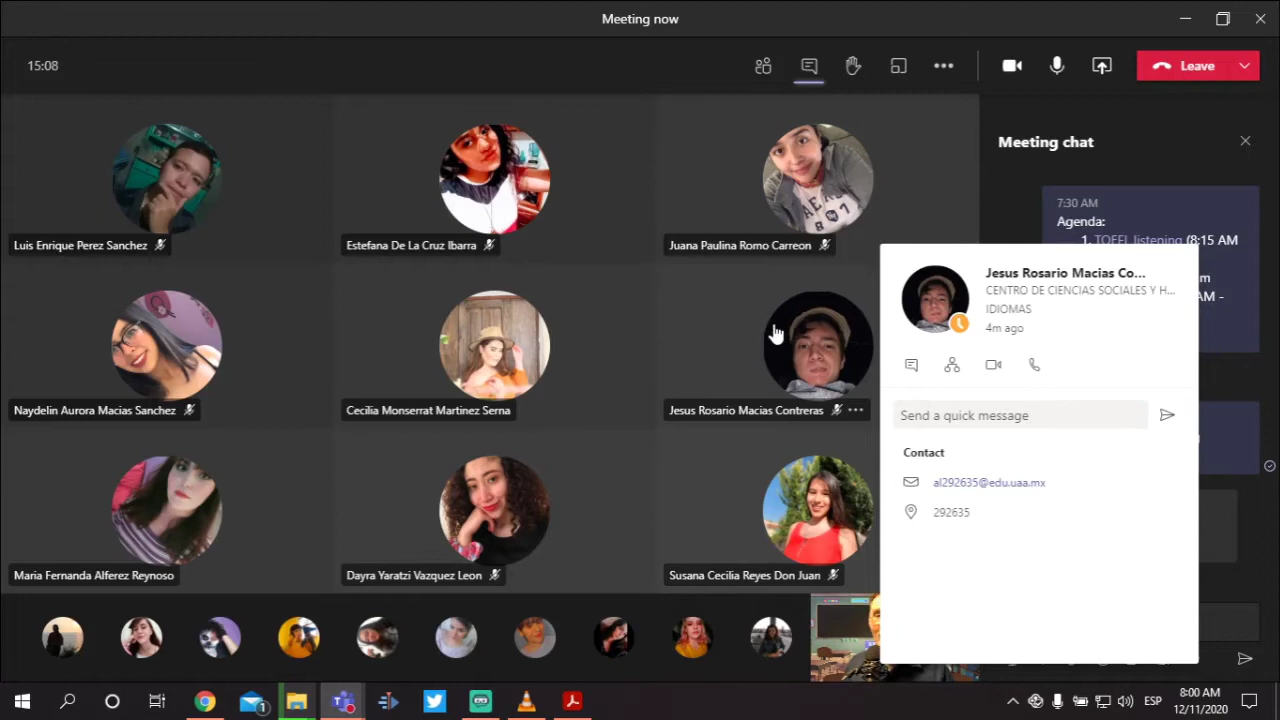 Meeting now
15:08
Leave
Meeting chat
7:30 AM
Agenda:
1. TOEFL listening (8:15 AM
m
AM -
Luis Enrique Perez Sanchez
Estefana De La Cruz Ibarra
Juana Paulina Romo Carreon
Jesus Rosario Macias Co...
CENTRO DE CIENCIAS SOCIALES Y H...
IDIOMAS
4m ago
Send a quick message
Contact
al292635@edu.uaa.mx
292635
Naydelin Aurora Macias Sanchez
Cecilia Monserrat Martinez Serna
Jesus Rosario Macias Contreras
Maria Fernanda Alferez Reynoso
Dayra Yaratzi Vazquez Leon
Susana Cecilia Reyes Don Juan
1
ESP
8:00 AM
12/11/2020